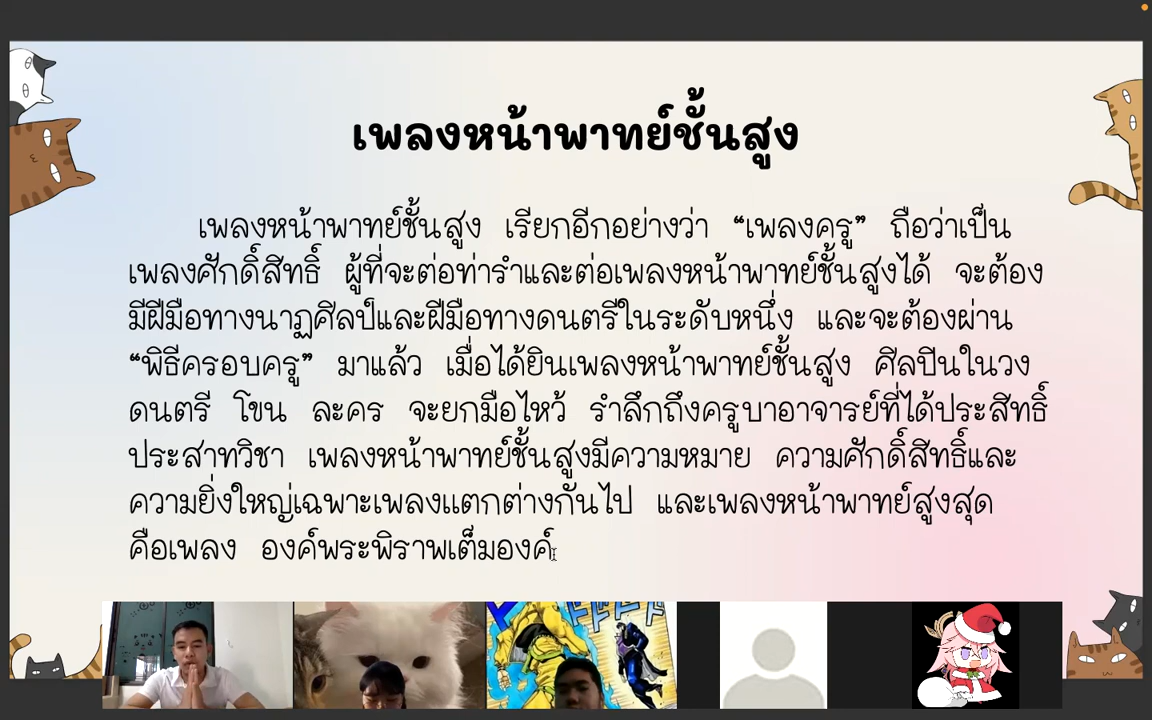 เพลงหน้าพาทย์ชั้นสูง
เพลงหน้าพาทย์ชั้นสูง เรียกอีกอย่างว่า “เพลงครู” ถือว่าเป็น
เพลงศักดิ์สิทธิ์ ผู้ที่จะต่อท่ารำและต่อเพลงหน้าพาทย์ชั้นสูงได้ จะต้อง
มีฝีมือทางนาฏศิลป์และฝีมือทางดนตรีในระดับหนึ่ง และจะต้องผ่าน
“พิธีครอบครู” มาแล้ว เมื่อได้ยินเพลงหน้าพาทย์ชั้นสูง ศิลปินในวง
ดนตรี โขน ละคร จะยกมือไหว้ รำลึกถึงครูบาอาจารย์ที่ได้ประสิทธิ์
ประสาทวิชา เพลงหน้าพาทย์ชั้นสูงมีความหมาย ความศักดิ์สิทธิ์และ
ความยิ่งใหญ่เฉพาะเพลงแตกต่างกันไป และเพลงหน้าพาทย์สูงสุด
คือเพลง องค์พระพิราพเต็มองค์